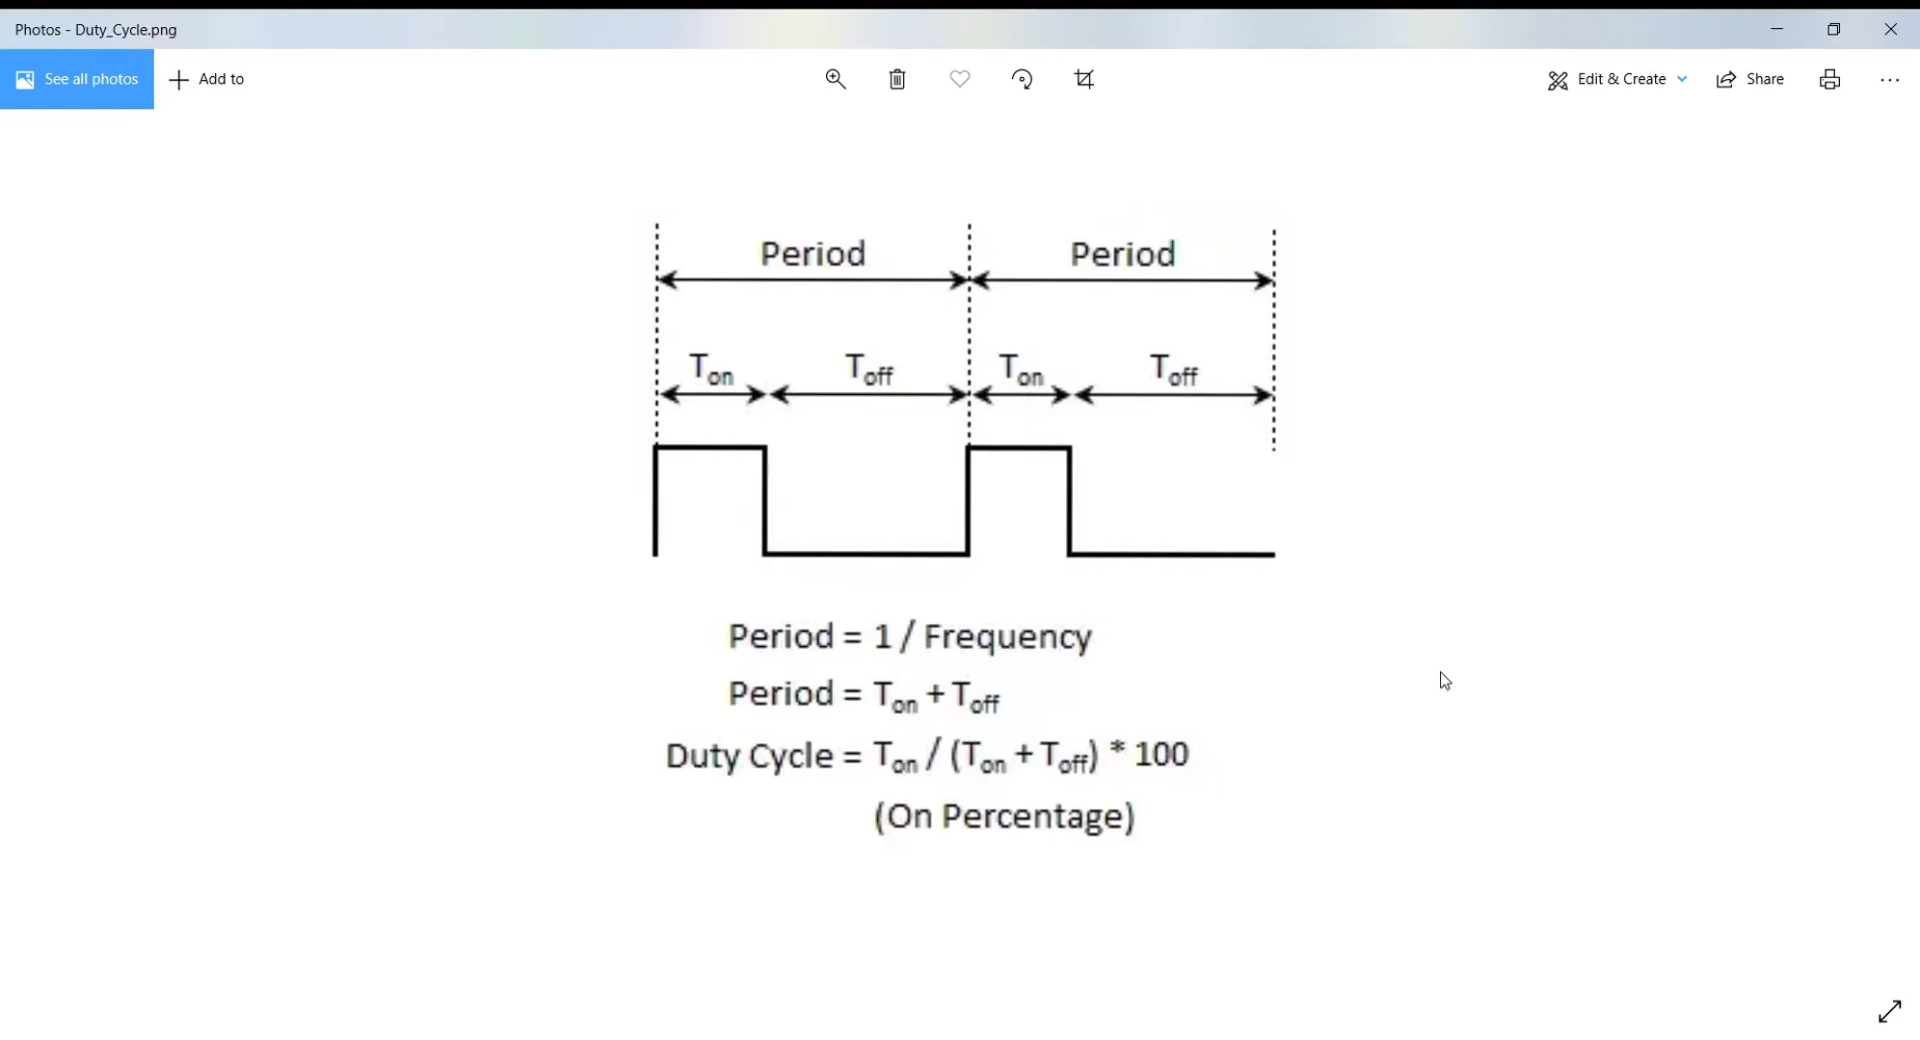 Photos - Duty_Cycle.png
See all photos
Add to
Edit & Create
Share
Period Period
Ton Toff Ton Toff
Period = 1 / Frequency
Period = Ton + Toff
Duty Cycle = Ton / (Ton + Toff) * 100
(On Percentage)